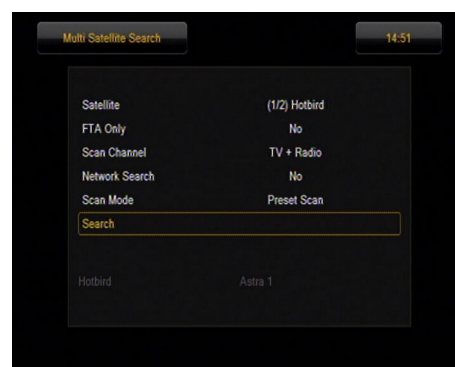 Multi Satellite Search 14:51
Satellite (1/2) Hotbird
FTA Only No
Scan Channel TV + Radio
Network Search No
Scan Mode Preset Scan
Search
Hotbird Astra 1